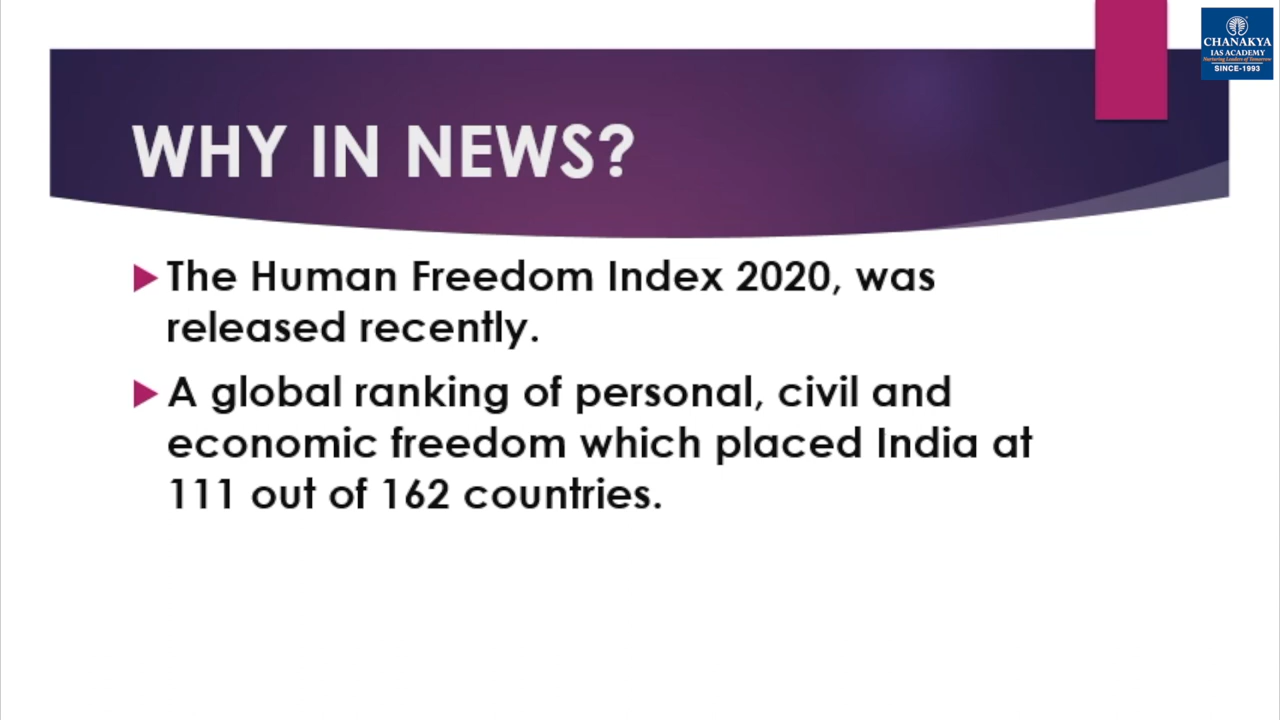 CHANAKYA
IAS ACADEMY
Nurturing Leaders of Tomorrow
SINCE-1993
WHY IN NEWS?
The Human Freedom Index 2020, was
released recently.
A global ranking of personal, civil and
economic freedom which placed India at
111 out of 162 countries.